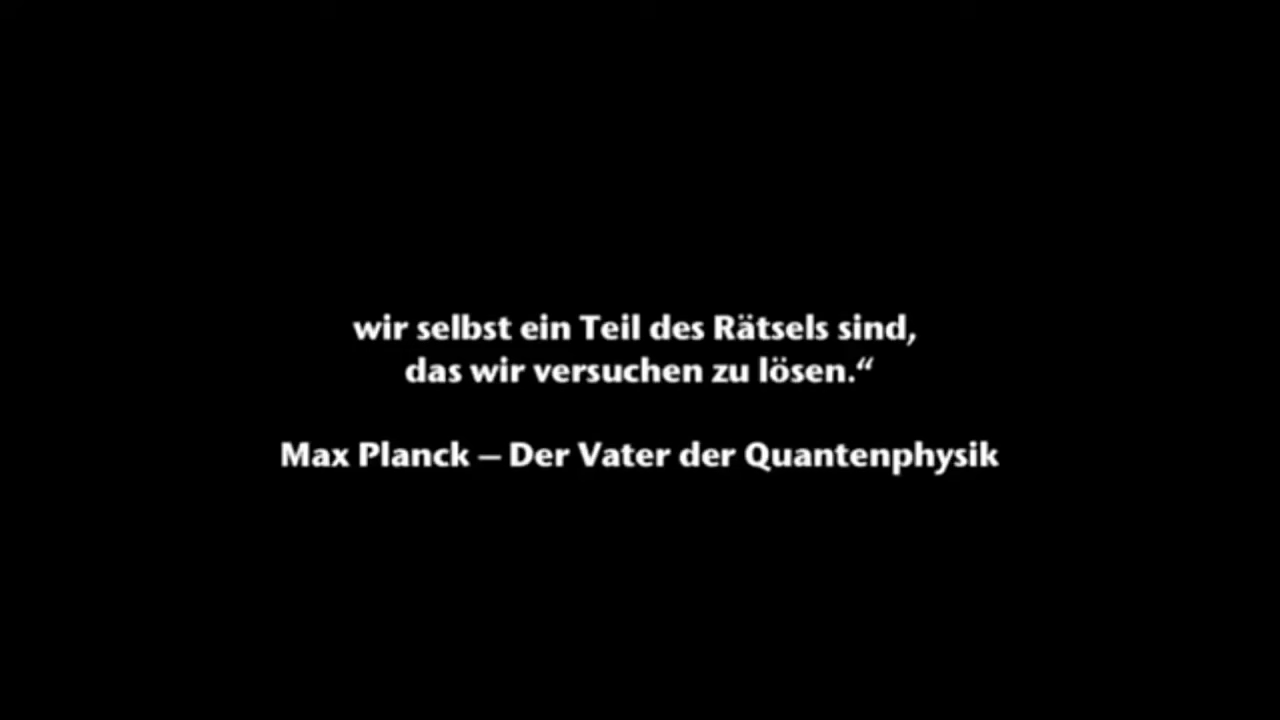 wir selbst ein Teil des Rätsels sind,
das wir versuchen zu lösen.“
Max Planck – Der Vater der Quantenphysik